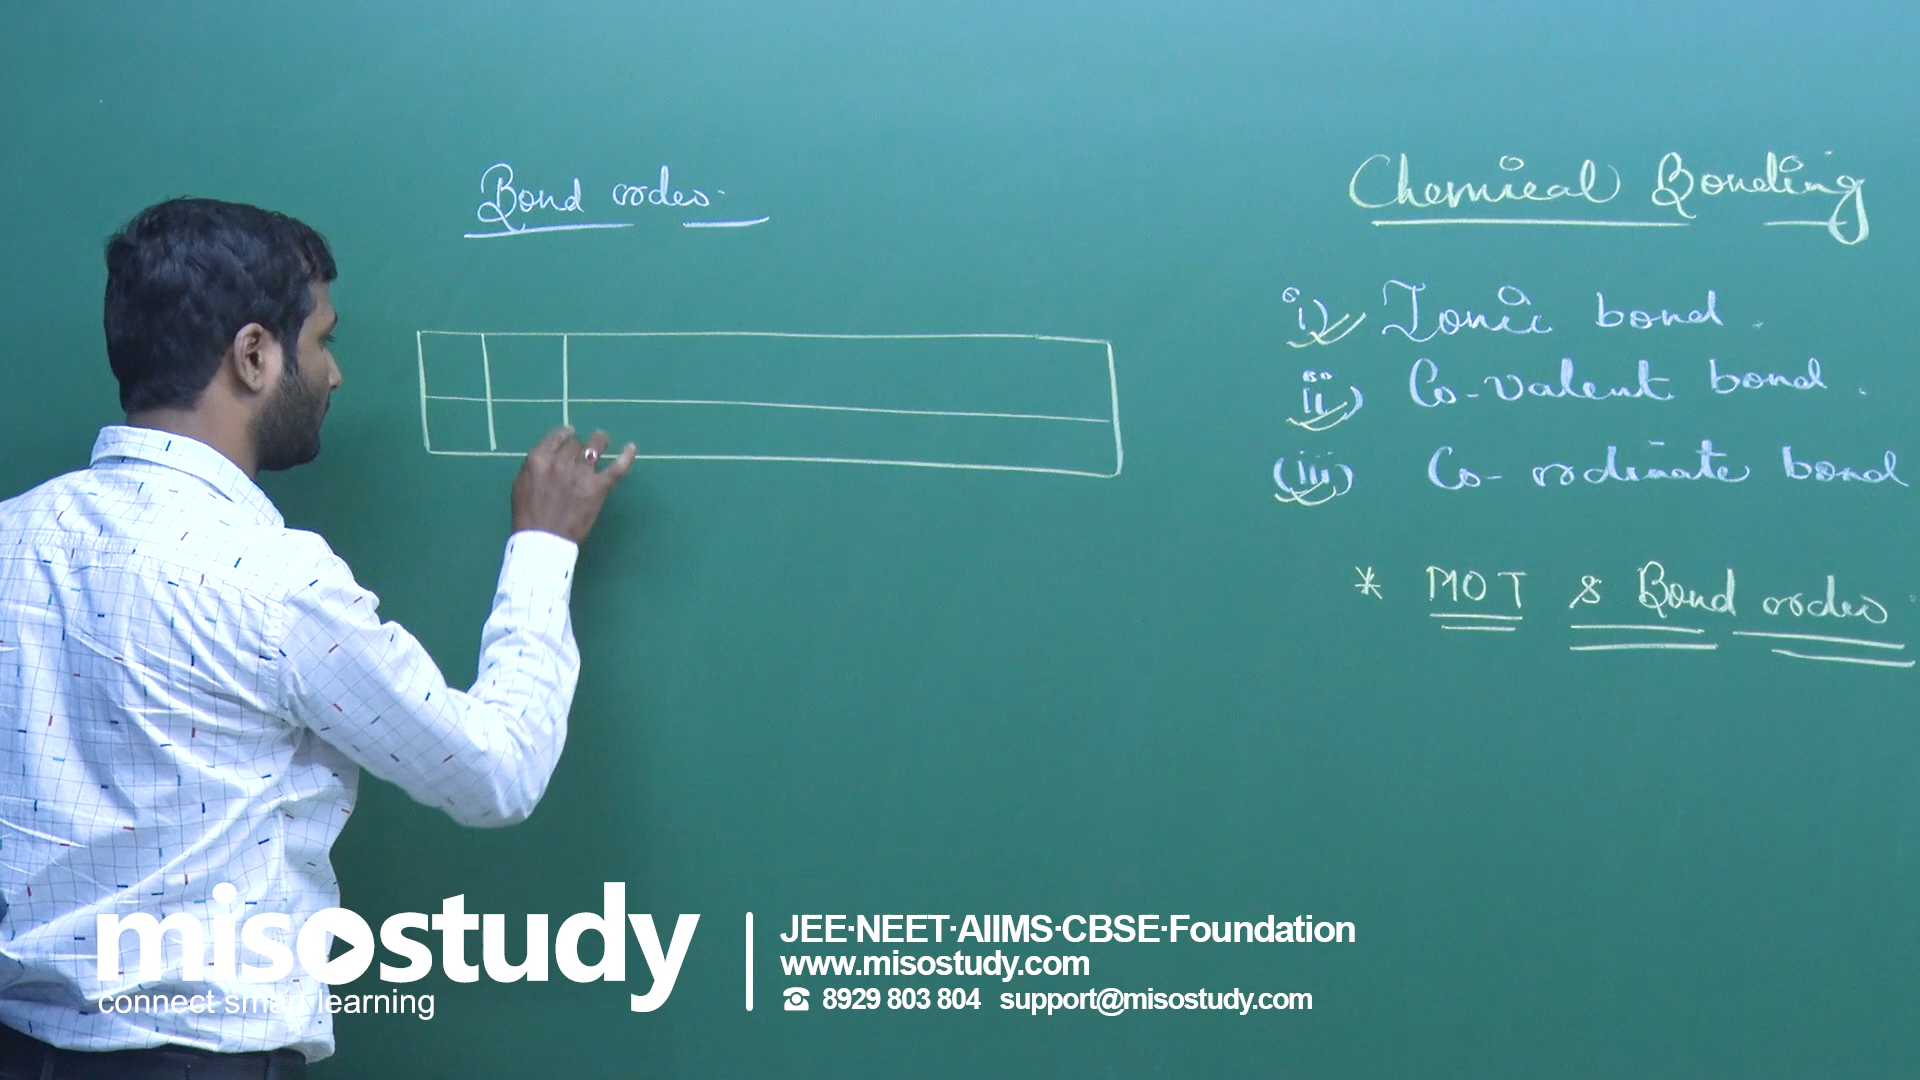 Bond order
Chemical Bonding
i) Ionic bond.
ii) Co-valent bond.
(iii) Co-ordinate bond
* MOT & Bond order
misostudy
connect smart learning
JEE·NEET·AIIMS·CBSE·Foundation
www.misostudy.com
☎ 8929 803 804 support@misostudy.com